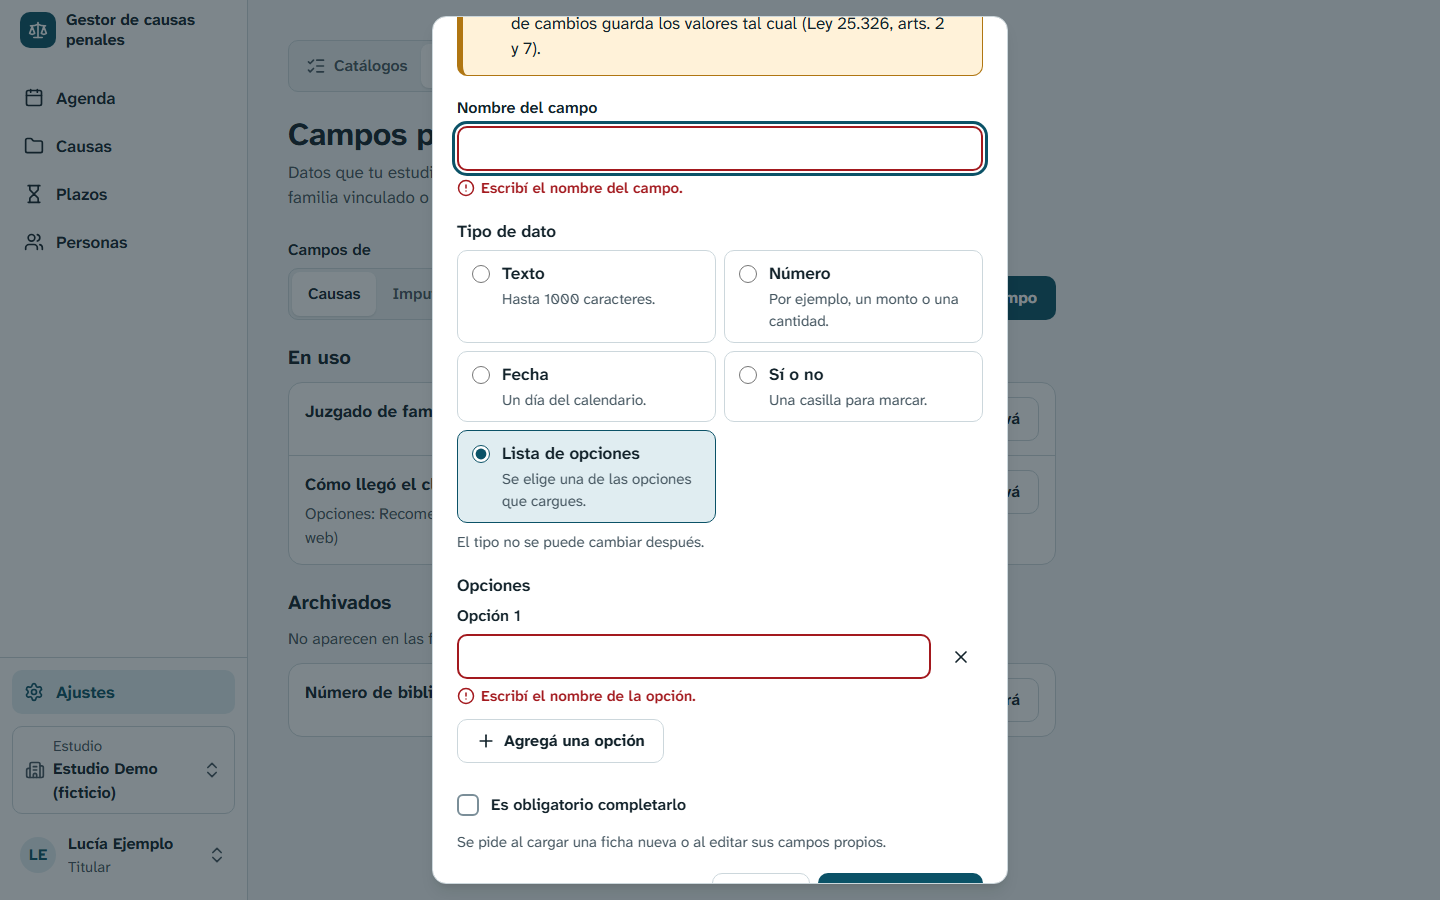 Gestor de causas
penales
Agenda
Causas
Plazos
Personas
Ajustes
Estudio
Estudio Demo
(ficticio)
LE
Lucía Ejemplo
Titular
Catálogos
Campos p
Datos que tu estudi
familia vinculado o
Campos de
Causas
Impu
mpo
En uso
Juzgado de fam
vá
Cómo llegó el cl
Opciones: Recome
web)
vá
Archivados
No aparecen en las f
Número de bibli
rá
de cambios guarda los valores tal cual (Ley 25.326, arts. 2
y 7).
Nombre del campo
Escribí el nombre del campo.
Tipo de dato
Texto
Hasta 1000 caracteres.
Número
Por ejemplo, un monto o una
cantidad.
Fecha
Un día del calendario.
Sí o no
Una casilla para marcar.
Lista de opciones
Se elige una de las opciones
que cargues.
El tipo no se puede cambiar después.
Opciones
Opción 1
Escribí el nombre de la opción.
Agregá una opción
Es obligatorio completarlo
Se pide al cargar una ficha nueva o al editar sus campos propios.